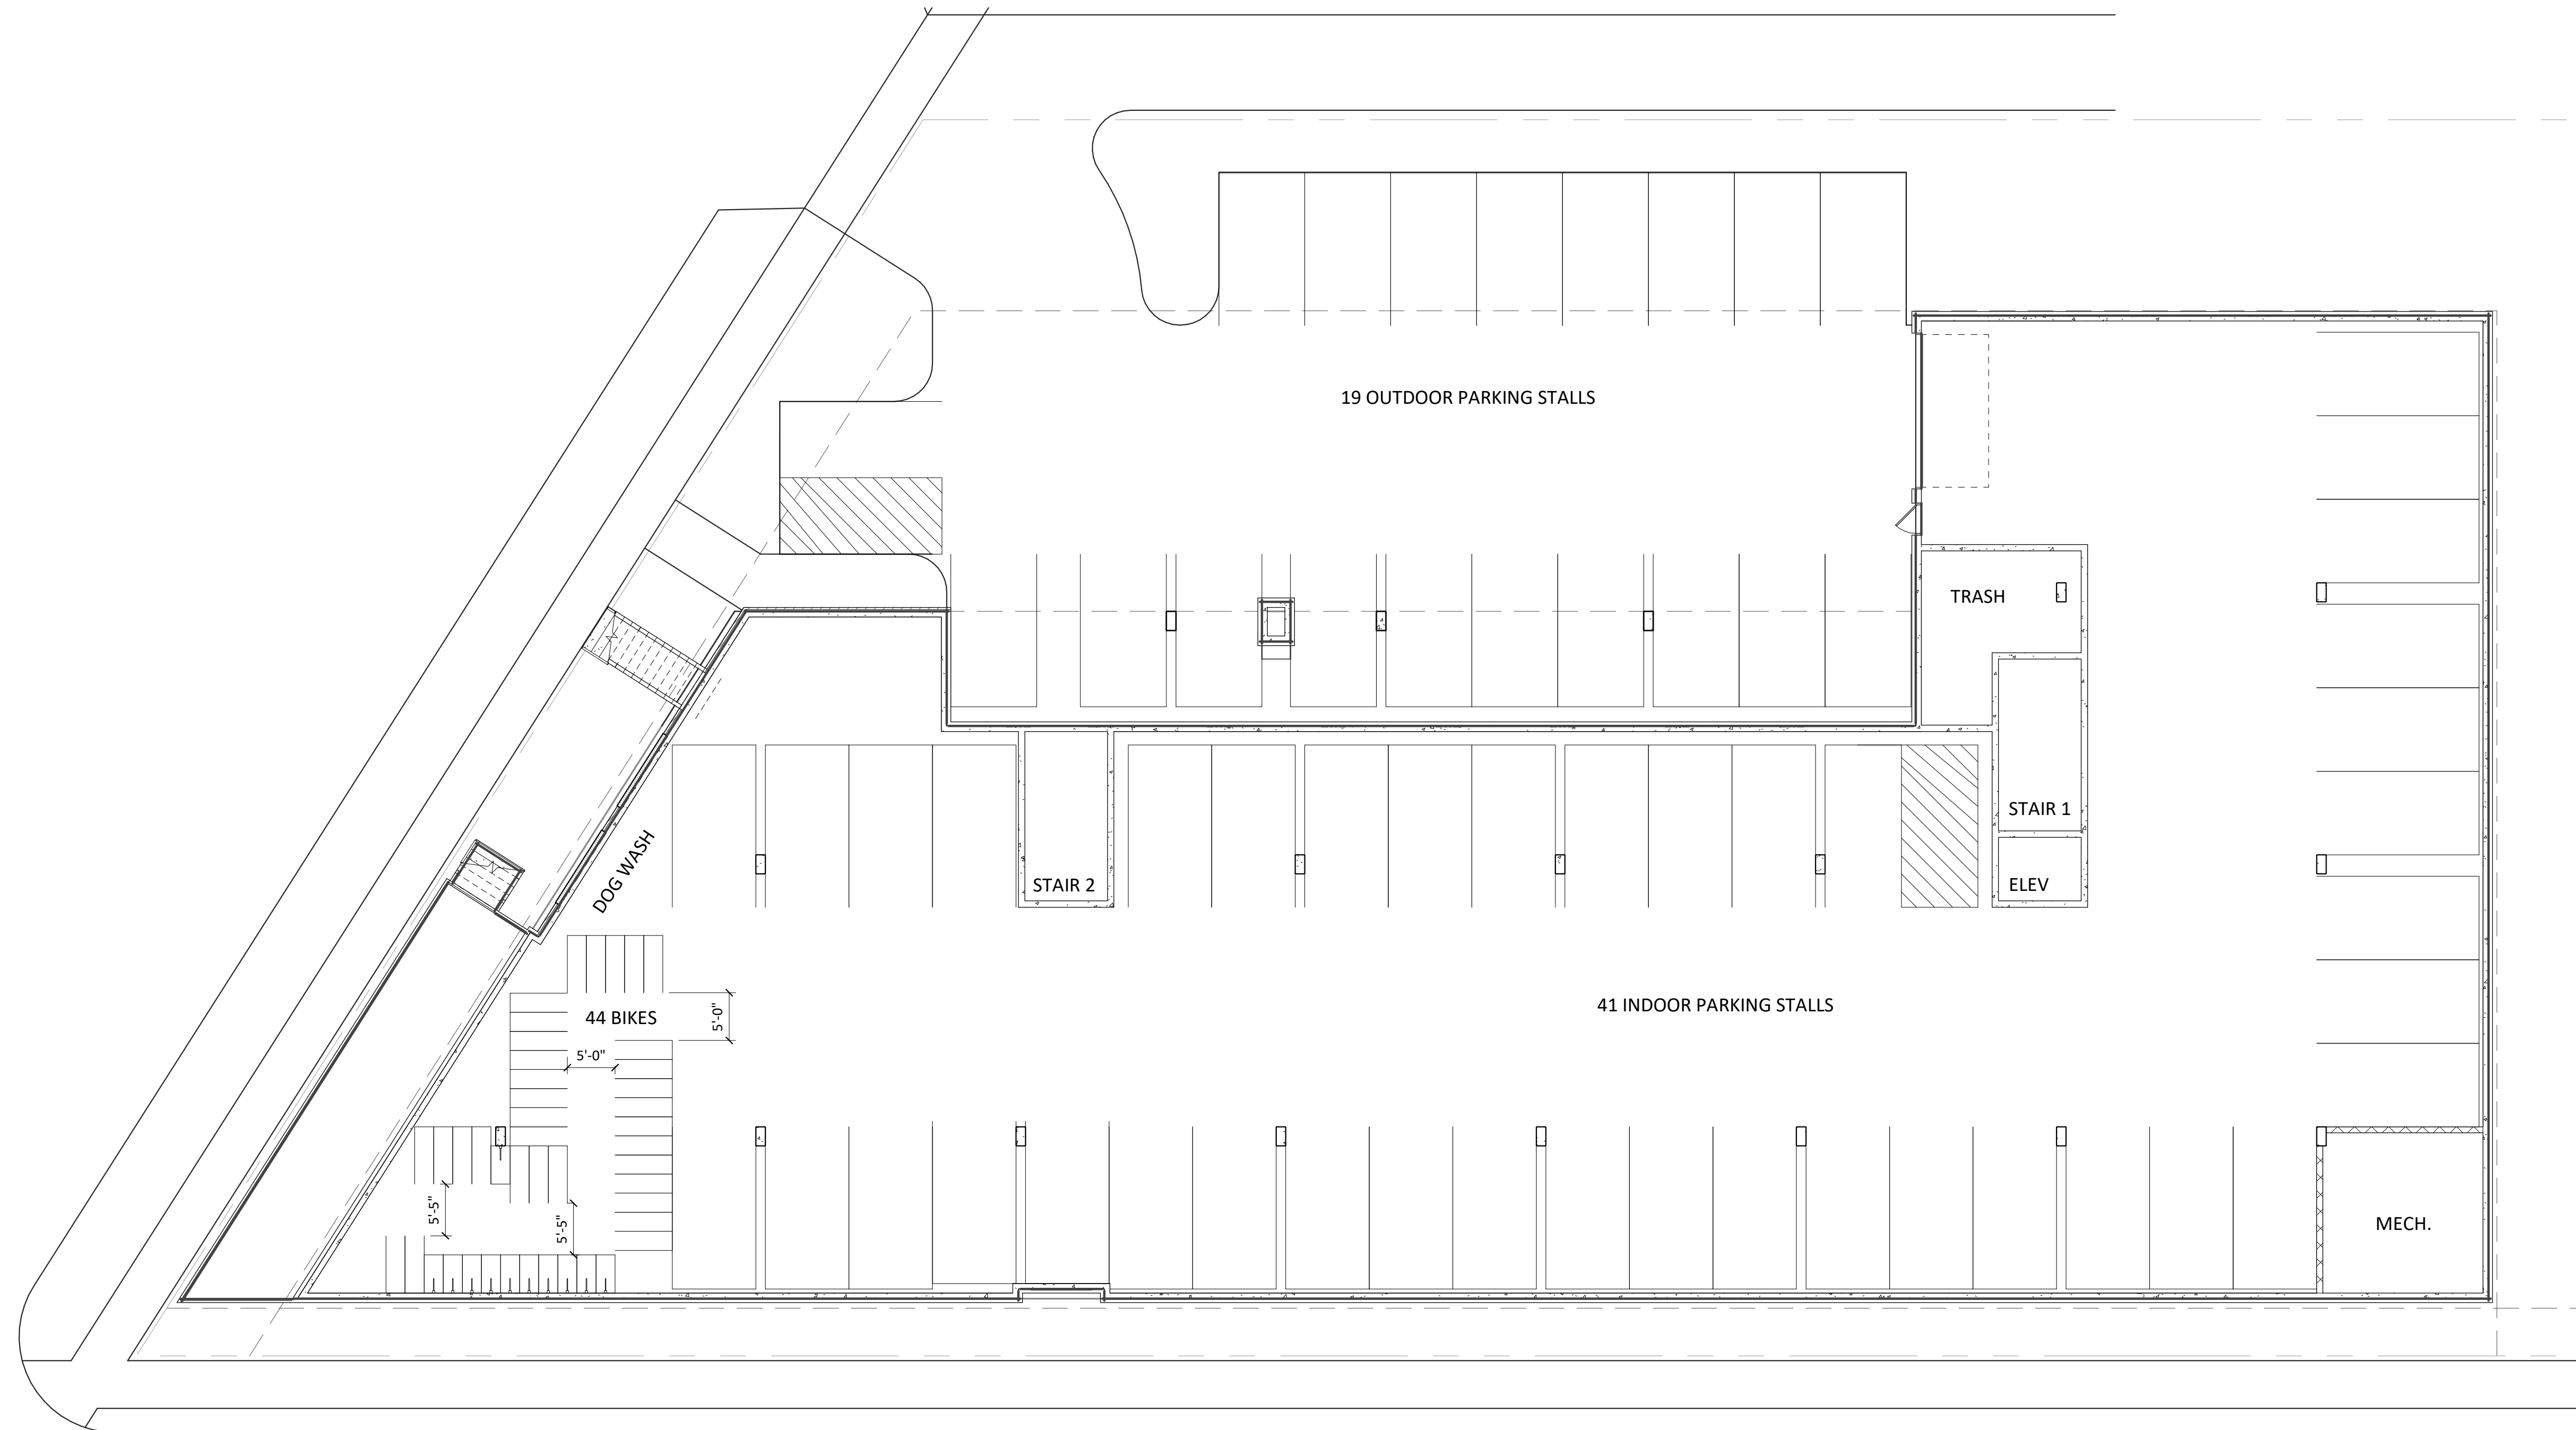 19 OUTDOOR PARKING STALLS
TRASH
STAIR 1
DOG WASH
STAIR 2
ELEV
44 BIKES
5'-0"
41 INDOOR PARKING STALLS
5'-0"
5'-5"
5'-5"
MECH.